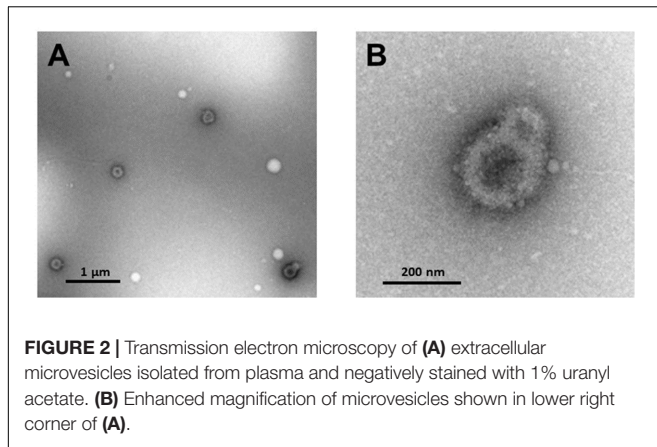 A
B
1 µm
200 nm
FIGURE 2 | Transmission electron microscopy of (A) extracellular
microvesicles isolated from plasma and negatively stained with 1% uranyl
acetate. (B) Enhanced magnification of microvesicles shown in lower right
corner of (A).